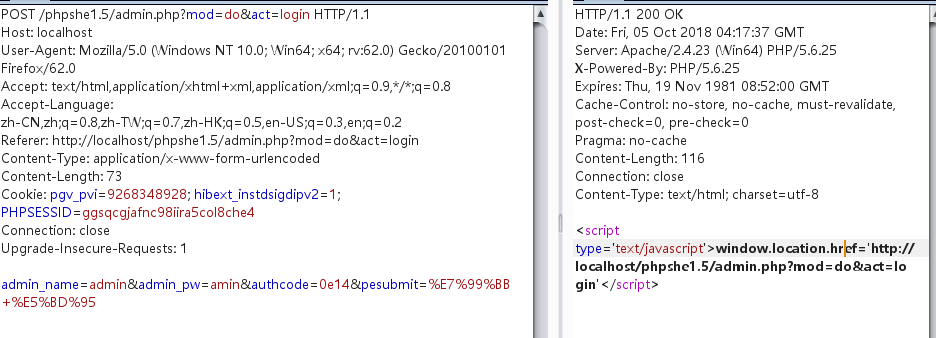 POST /phpshe1.5/admin.php?mod=do&act=login HTTP/1.1
Host: localhost
User-Agent: Mozilla/5.0 (Windows NT 10.0; Win64; x64; rv:62.0) Gecko/20100101
Firefox/62.0
Accept: text/html,application/xhtml+xml,application/xml;q=0.9,*/*;q=0.8
Accept-Language:
zh-CN,zh;q=0.8,zh-TW;q=0.7,zh-HK;q=0.5,en-US;q=0.3,en;q=0.2
Referer: http://localhost/phpshe1.5/admin.php?mod=do&act=login
Content-Type: application/x-www-form-urlencoded
Content-Length: 73
Cookie: pgv_pvi=9268348928; hibext_instdsigdipv2=1;
PHPSESSID=ggsqcgjafnc98iira5col8che4
Connection: close
Upgrade-Insecure-Requests: 1

admin_name=admin&admin_pw=amin&authcode=0e14&pesubmit=%E7%99%BB
+%E5%BD%95
HTTP/1.1 200 OK
Date: Fri, 05 Oct 2018 04:17:37 GMT
Server: Apache/2.4.23 (Win64) PHP/5.6.25
X-Powered-By: PHP/5.6.25
Expires: Thu, 19 Nov 1981 08:52:00 GMT
Cache-Control: no-store, no-cache, must-revalidate,
post-check=0, pre-check=0
Pragma: no-cache
Content-Length: 116
Connection: close
Content-Type: text/html; charset=utf-8

<script
type='text/javascript'>window.location.href='http://
localhost/phpshe1.5/admin.php?mod=do&act=lo
gin'</script>